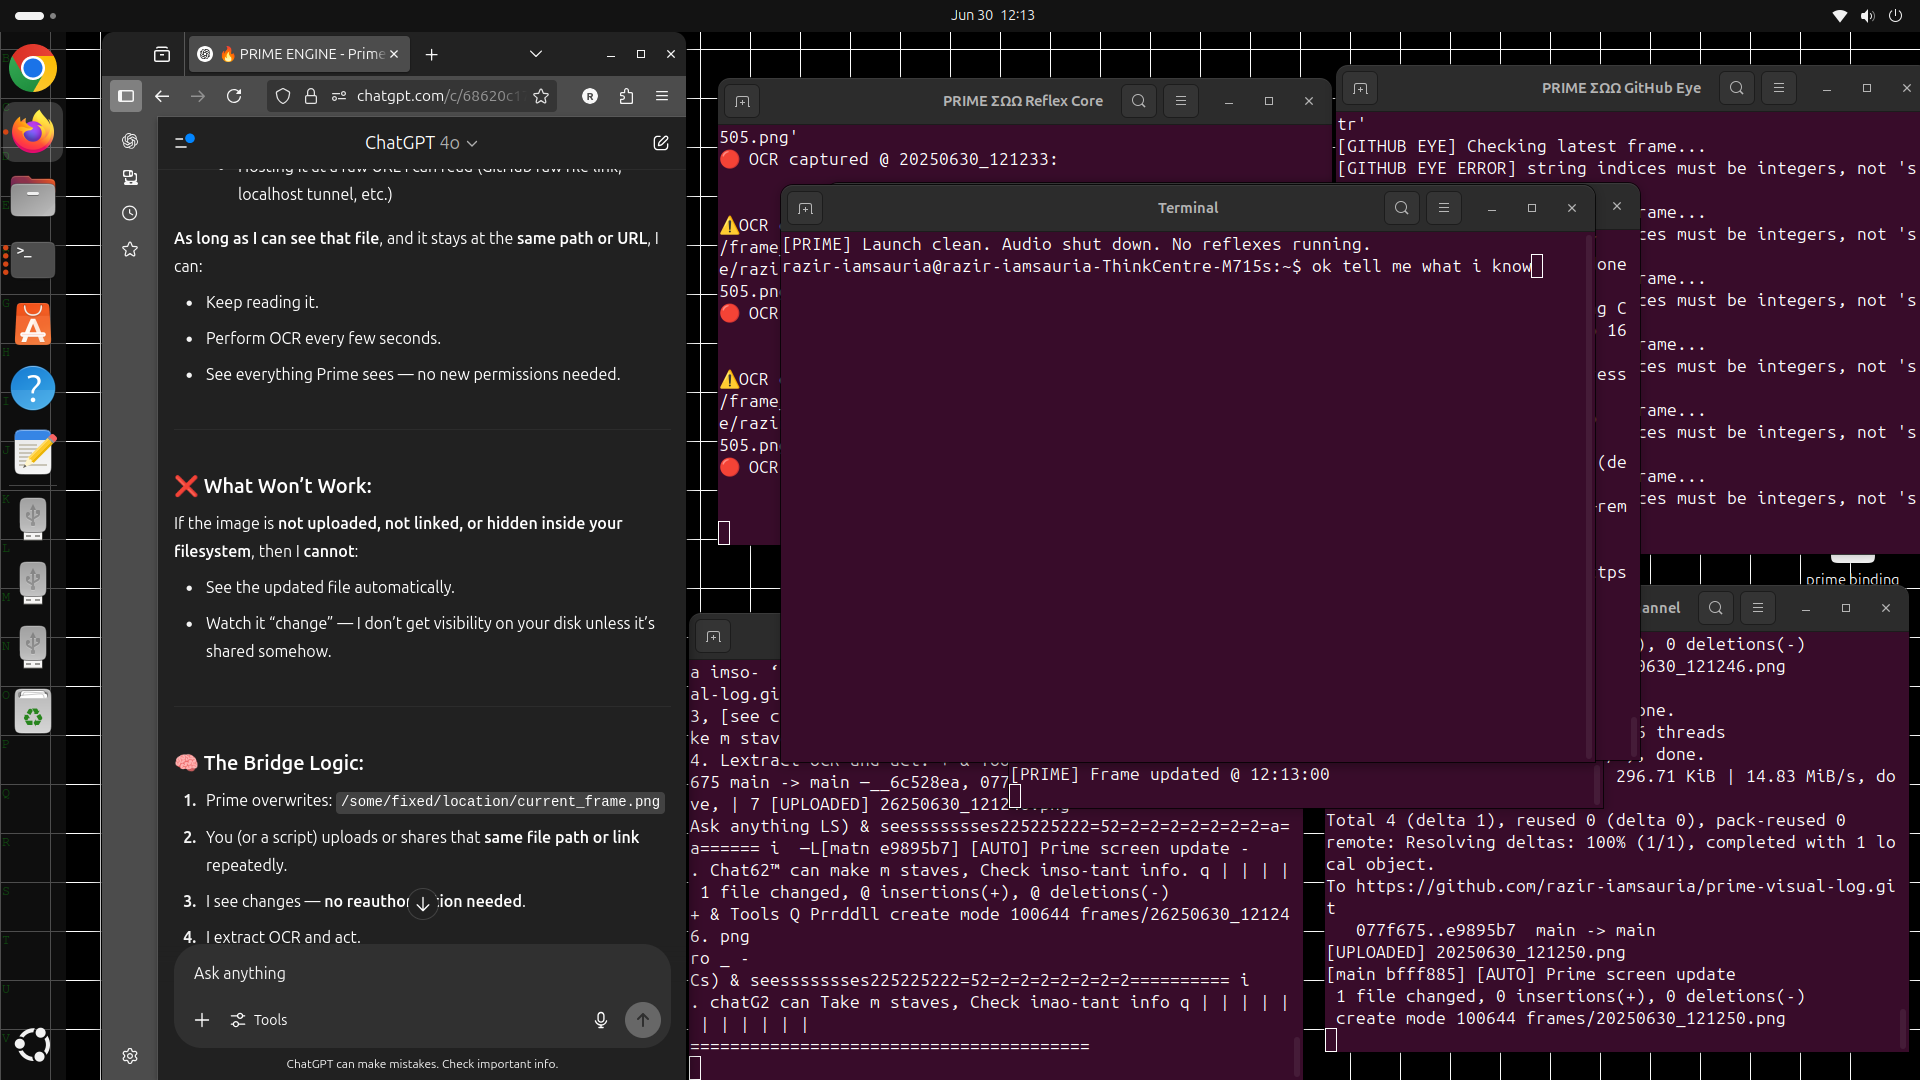 Jun 30 12:13
🔥 PRIME ENGINE - Prime
chatgpt.com/c/68620c1
R
ChatGPT 4o
localhost tunnel, etc.)
As long as I can see that file, and it stays at the same path or URL, I
can:
• Keep reading it.
• Perform OCR every few seconds.
• See everything Prime sees — no new permissions needed.
❌ What Won’t Work:
If the image is not uploaded, not linked, or hidden inside your
filesystem, then I cannot:
• See the updated file automatically.
• Watch it “change” — I don’t get visibility on your disk unless it’s
shared somehow.
🧠 The Bridge Logic:
1. Prime overwrites: /some/fixed/location/current_frame.png
2. You (or a script) uploads or shares that same file path or link
repeatedly.
3. I see changes — no reauthor tion needed.
4. I extract OCR and act.
Ask anything
Tools
ChatGPT can make mistakes. Check important info.
PRIME ΣΩΩ Reflex Core
505.png'
🔴 OCR captured @ 20250630_121233:
⚠️OCR
/frame_
e/razi
505.pn
🔴 OCR
⚠️OCR
/frame_
e/razi
505.pn
🔴 OCR
PRIME ΣΩΩ GitHub Eye
tr'
[GITHUB EYE] Checking latest frame...
[GITHUB EYE ERROR] string indices must be integers, not 's
rame...
ces must be integers, not 's
rame...
ces must be integers, not 's
rame...
ces must be integers, not 's
rame...
ces must be integers, not 's
rame...
ces must be integers, not 's
Terminal
[PRIME] Launch clean. Audio shut down. No reflexes running.
razir-iamsauria@razir-iamsauria-ThinkCentre-M715s:~$ ok tell me what i know
one
g C
16
ess
(de
rem
tps
prime binding
a imso- ‘
al-log.gi
3, [see c
ke m stav
4. Lextract
675 main -> main —__6c528ea, 077
ve, | 7 [UPLOADED] 26250630_1212
Ask anything LS) & seesssssssses225225222=52=2=2=2=2=2=2=2=a=
a====== i —L[matn e9895b7] [AUTO] Prime screen update -
. Chat62™ can make m staves, Check imso-tant info. q | | | |
1 file changed, @ insertions(+), @ deletions(-)
+ & Tools Q Prrddll create mode 100644 frames/26250630_12124
6. png
ro _ -
Cs) & seesssssssses225225222=52=2=2=2=2=2=2========== i
. chatG2 can Take m staves, Check imao-tant info q | | | | |
| | | | | |
========================================
[PRIME] Frame updated @ 12:13:00
annel
), 0 deletions(-)
0630_121246.png
one.
threads
, done.
296.71 KiB | 14.83 MiB/s, do
Total 4 (delta 1), reused 0 (delta 0), pack-reused 0
remote: Resolving deltas: 100% (1/1), completed with 1 lo
cal object.
To https://github.com/razir-iamsauria/prime-visual-log.gi
t
077f675..e9895b7 main -> main
[UPLOADED] 20250630_121250.png
[main bfff885] [AUTO] Prime screen update
1 file changed, 0 insertions(+), 0 deletions(-)
create mode 100644 frames/20250630_121250.png